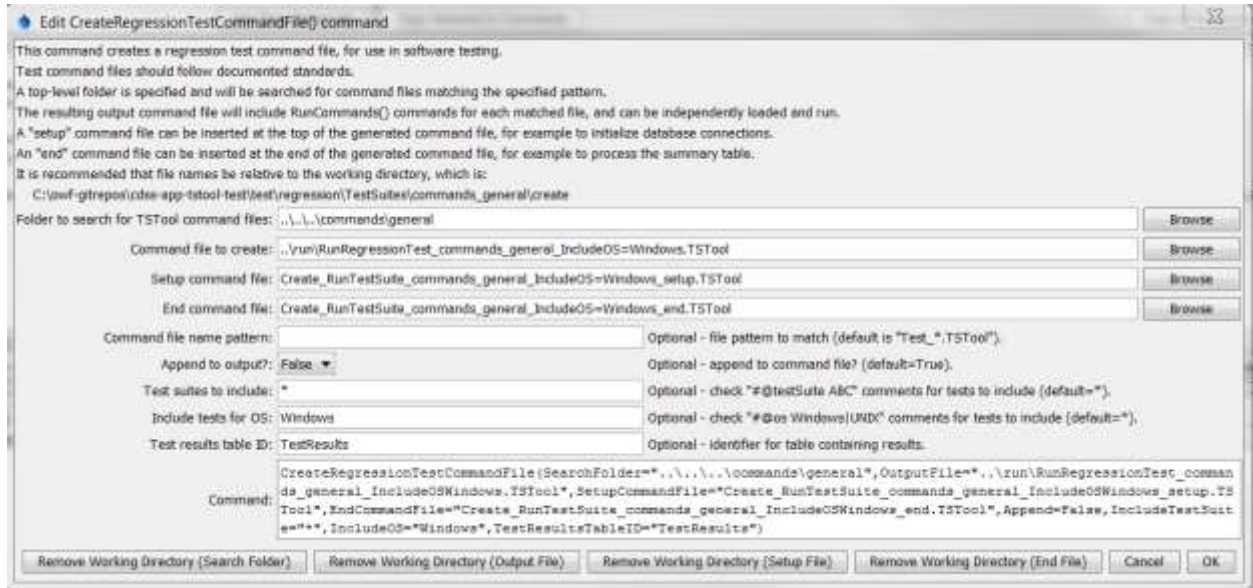 Edit CreateRegressionTestCommandFile() command
This command creates a regression test command file, for use in software testing.
Test command files should follow documented standards.
A top-level folder is specified and will be searched for command files matching the specified pattern.
The resulting output command file will include RunCommands() commands for each matched file, and can be independently loaded and run.
A "setup" command file can be inserted at the top of the generated command file, for example to initialize database connections.
An "end" command file can be inserted at the end of the generated command file, for example to process the summary table.
It is recommended that file names be relative to the working directory, which is:
C:\owf-gitrepos\cdss-app-tstool-test\test\regression\TestSuites\commands_general\create
Folder to search for TSTool command files: ..\..\..\commands\general Browse
Command file to create: ..\run\RunRegressionTest_commands_general_IncludeOS=Windows.TSTool Browse
Setup command file: Create_RunTestSuite_commands_general_IncludeOS=Windows_setup.TSTool Browse
End command file: Create_RunTestSuite_commands_general_IncludeOS=Windows_end.TSTool Browse
Command file name pattern: Optional - file pattern to match (default is "Test_*.TSTool").
Append to output?: False Optional - append to command file? (default=True).
Test suites to include: * Optional - check "#@testSuite ABC" comments for tests to include (default=*).
Include tests for OS: Windows Optional - check "#@os Windows|UNIX" comments for tests to include (default=*).
Test results table ID: TestResults Optional - identifier for table containing results.
Command: CreateRegressionTestCommandFile(SearchFolder="..\..\..\commands\general",OutputFile="..\run\RunRegressionTest_comman
ds_general_IncludeOSWindows.TSTool",SetupCommandFile="Create_RunTestSuite_commands_general_IncludeOSWindows_setup.TS
Tool",EndCommandFile="Create_RunTestSuite_commands_general_IncludeOSWindows_end.TSTool",Append=False,IncludeTestSuit
e="*",IncludeOS="Windows",TestResultsTableID="TestResults")
Remove Working Directory (Search Folder) Remove Working Directory (Output File) Remove Working Directory (Setup File) Remove Working Directory (End File) Cancel OK